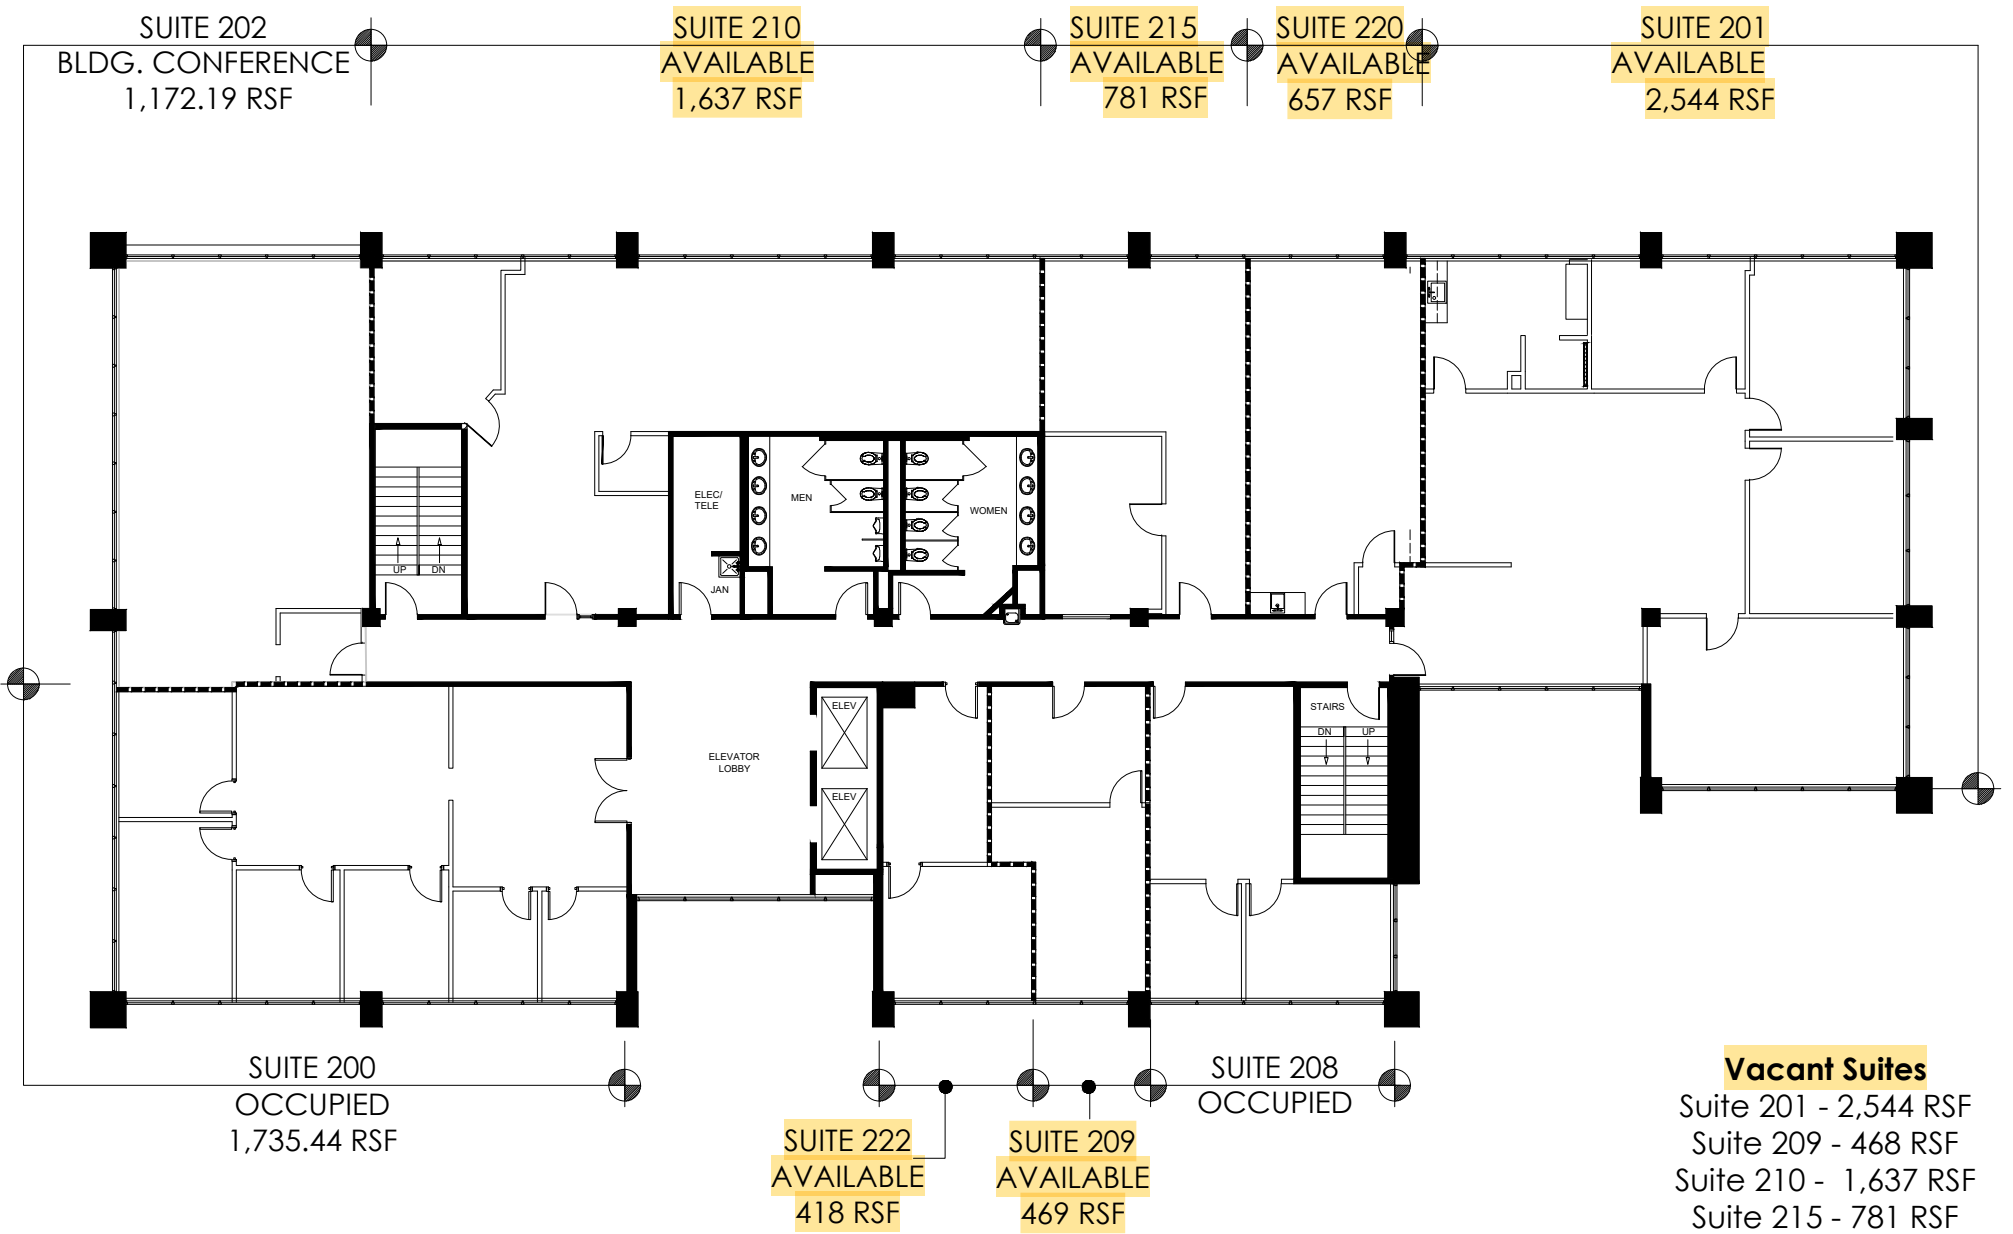 SUITE 202
BLDG. CONFERENCE
1,172.19 RSF
SUITE 210
AVAILABLE
1,637 RSF
SUITE 215
AVAILABLE
781 RSF
SUITE 220
AVAILABLE
657 RSF
SUITE 201
AVAILABLE
2,544 RSF
ELEC/
TELE
MEN
WOMEN
JAN
UP
DN
ELEV
ELEV
ELEVATOR
LOBBY
STAIRS
DN
UP
SUITE 200
OCCUPIED
1,735.44 RSF
SUITE 222
AVAILABLE
418 RSF
SUITE 209
AVAILABLE
469 RSF
SUITE 208
OCCUPIED
Vacant Suites
Suite 201 - 2,544 RSF
Suite 209 - 468 RSF
Suite 210 - 1,637 RSF
Suite 215 - 781 RSF